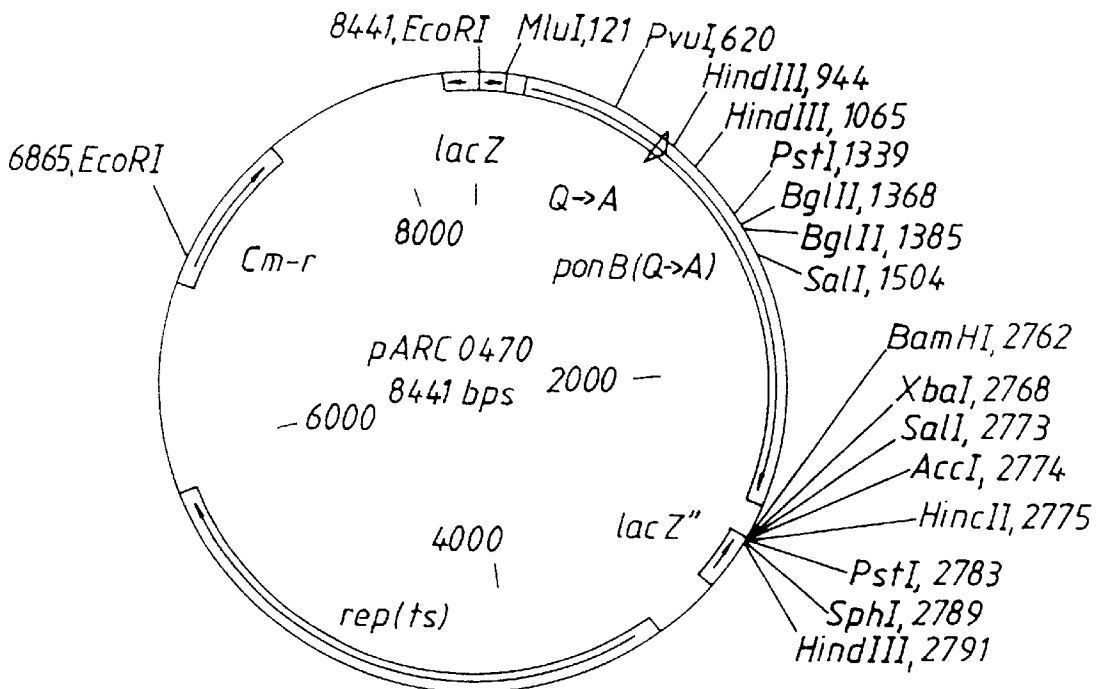 8441, EcoRI
MluI, 121
PvuI, 620
HindIII, 944
HindIII, 1065
PstI, 1339
BglII, 1368
BglII, 1385
SalI, 1504
6865, EcoRI
lacZ
8000
Q→A
Cm-r
ponB(Q→A)
pARC 0470
8441 bps
2000
6000
BamHI, 2762
XbaI, 2768
SalI, 2773
AccI, 2774
HincII, 2775
lacZ"
4000
PstI, 2783
SphI, 2789
HindIII, 2791
rep(ts)